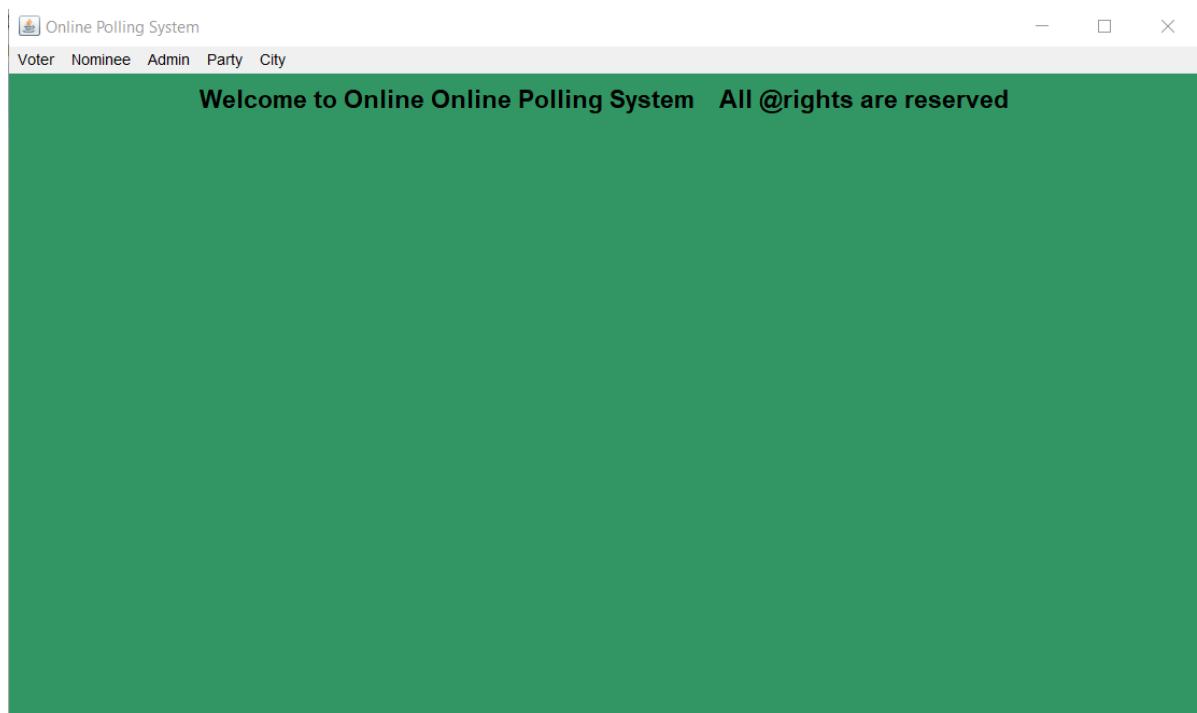 Online Polling System
Voter Nominee Admin Party City
Welcome to Online Online Polling System All @rights are reserved